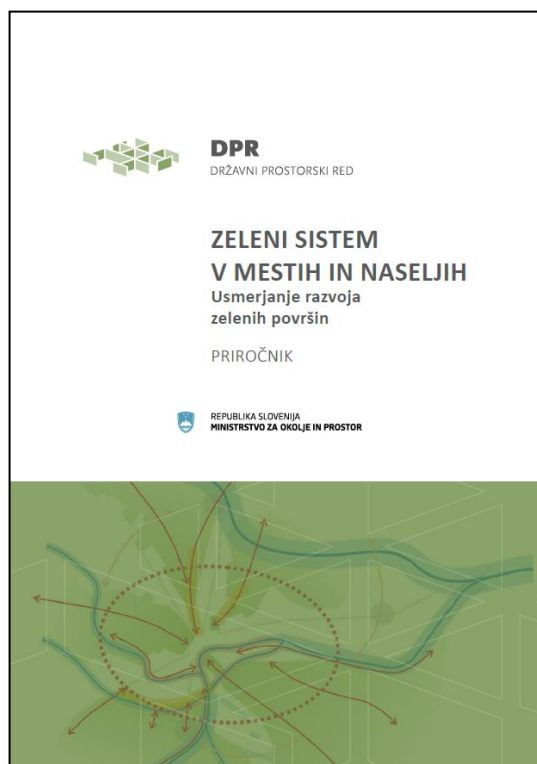 DPR
DRŽAVNI PROSTORSKI RED
ZELENI SISTEM
V MESTIH IN NASELJIH
Usmerjanje razvoja
zelenih površin
PRIROČNIK
REPUBLIKA SLOVENIJA
MINISTRSTVO ZA OKOLJE IN PROSTOR